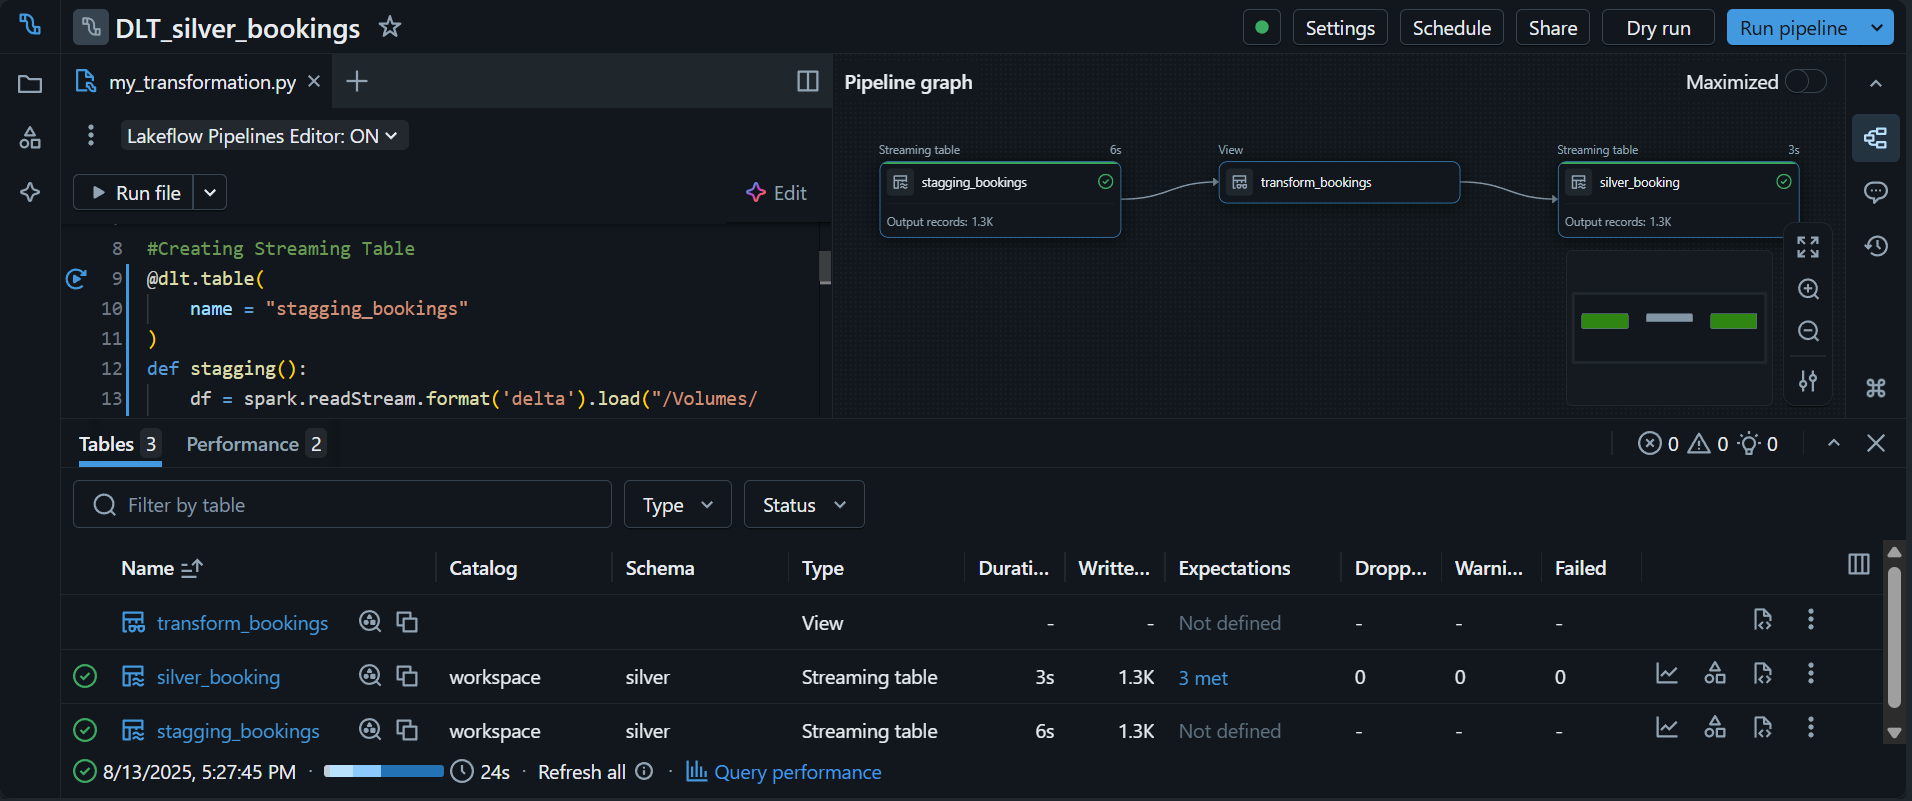 DLT_silver_bookings
Settings
Schedule
Share
Dry run
Run pipeline
my_transformation.py
Lakeflow Pipelines Editor: ON
Run file
Edit
8 #Creating Streaming Table
9 @dlt.table(
10 name = "stagging_bookings"
11 )
12 def stagging():
13 df = spark.readStream.format('delta').load("/Volumes/
Pipeline graph
Maximized
Streaming table 6s
stagging_bookings
Output records: 1.3K
View
transform_bookings
Streaming table 3s
silver_booking
Output records: 1.3K
Tables 3 Performance 2
0 0 0
Filter by table
Type
Status
Name Catalog Schema Type Durati... Writte... Expectations Dropp... Warni... Failed
transform_bookings View - - Not defined - - -
silver_booking workspace silver Streaming table 3s 1.3K 3 met 0 0 0
stagging_bookings workspace silver Streaming table 6s 1.3K Not defined - - -
8/13/2025, 5:27:45 PM · 24s · Refresh all · Query performance